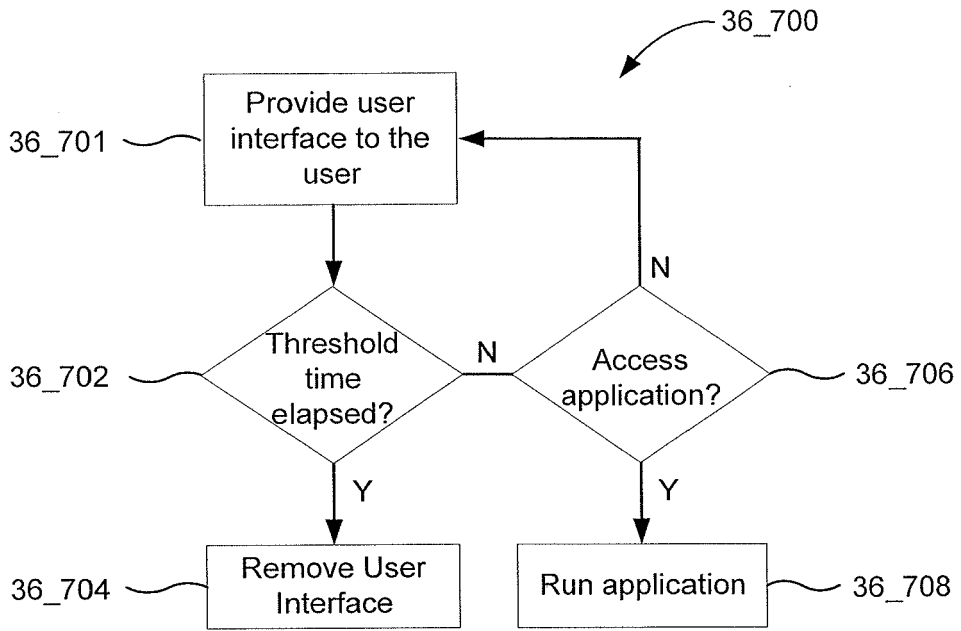 36_700
Provide user
interface to the
user
36_701
N
Threshold
time
elapsed?
36_702
N
Access
application?
36_706
Y
Y
Remove User
Interface
36_704
Run application
36_708